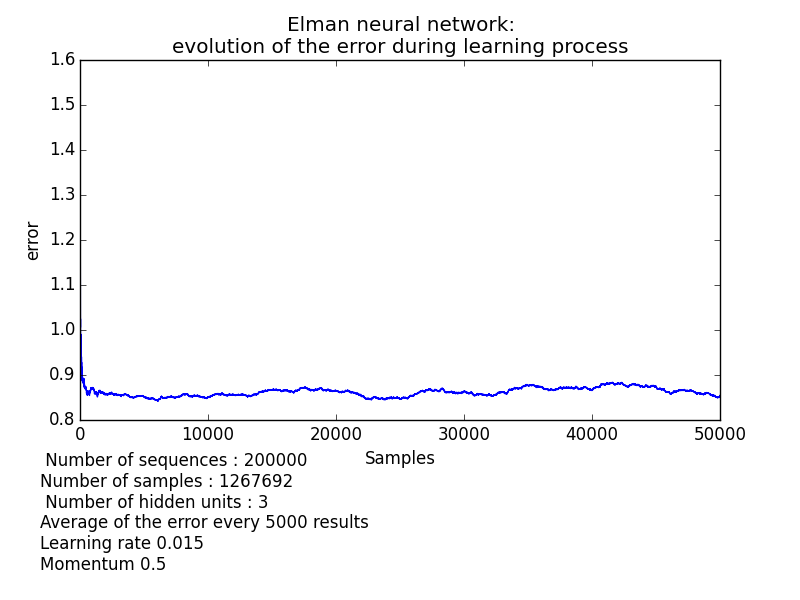 Elman neural network:
evolution of the error during learning process
1.6
1.5
1.4
1.3
1.2
1.1
1.0
0.9
0.8
error
0 10000 20000 30000 40000 50000
Samples
Number of sequences : 200000
Number of samples : 1267692
Number of hidden units : 3
Average of the error every 5000 results
Learning rate 0.015
Momentum 0.5